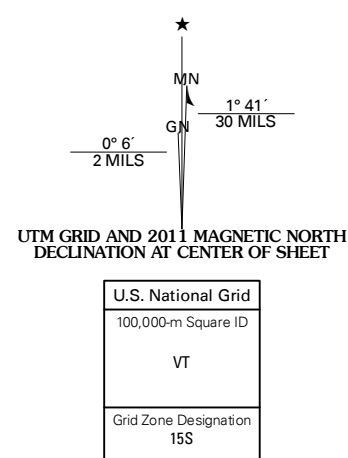 ★
MN
1° 41´
30 MILS
GN
0° 6´
2 MILS
UTM GRID AND 2011 MAGNETIC NORTH
DECLINATION AT CENTER OF SHEET
U.S. National Grid
100,000-m Square ID
VT
Grid Zone Designation
15S